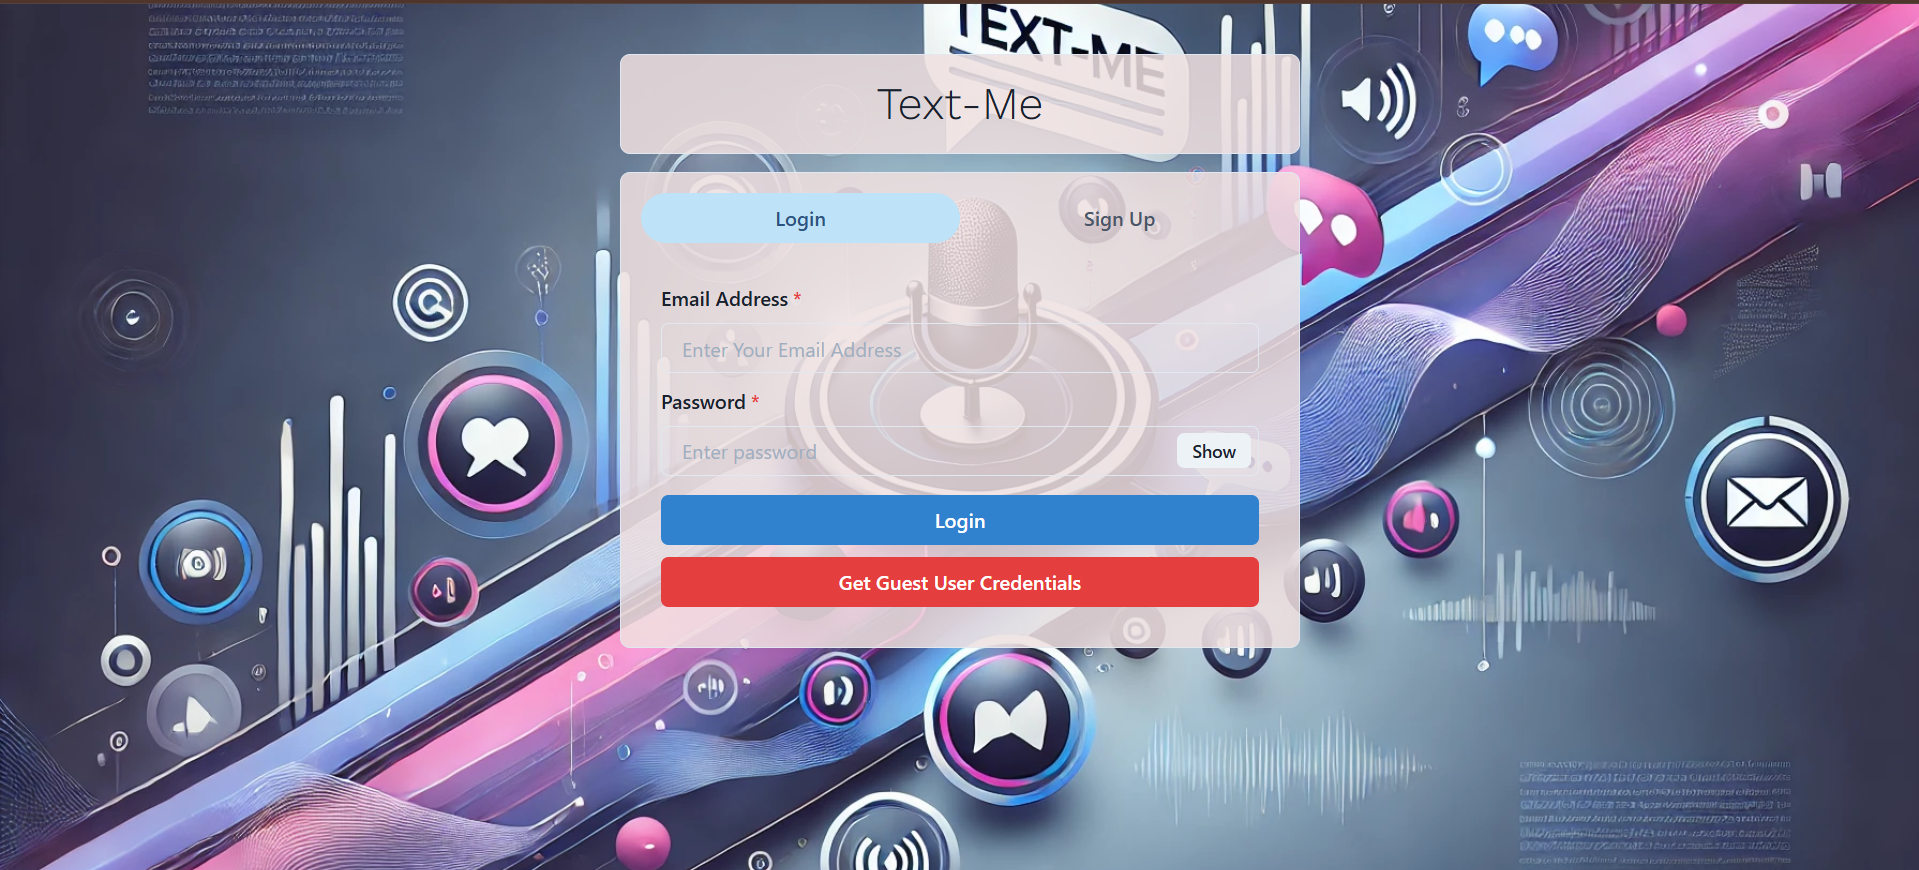 TEXT-ME
Text-Me
Login
Sign Up
Email Address *
Enter Your Email Address
Password *
Enter password
Show
Login
Get Guest User Credentials